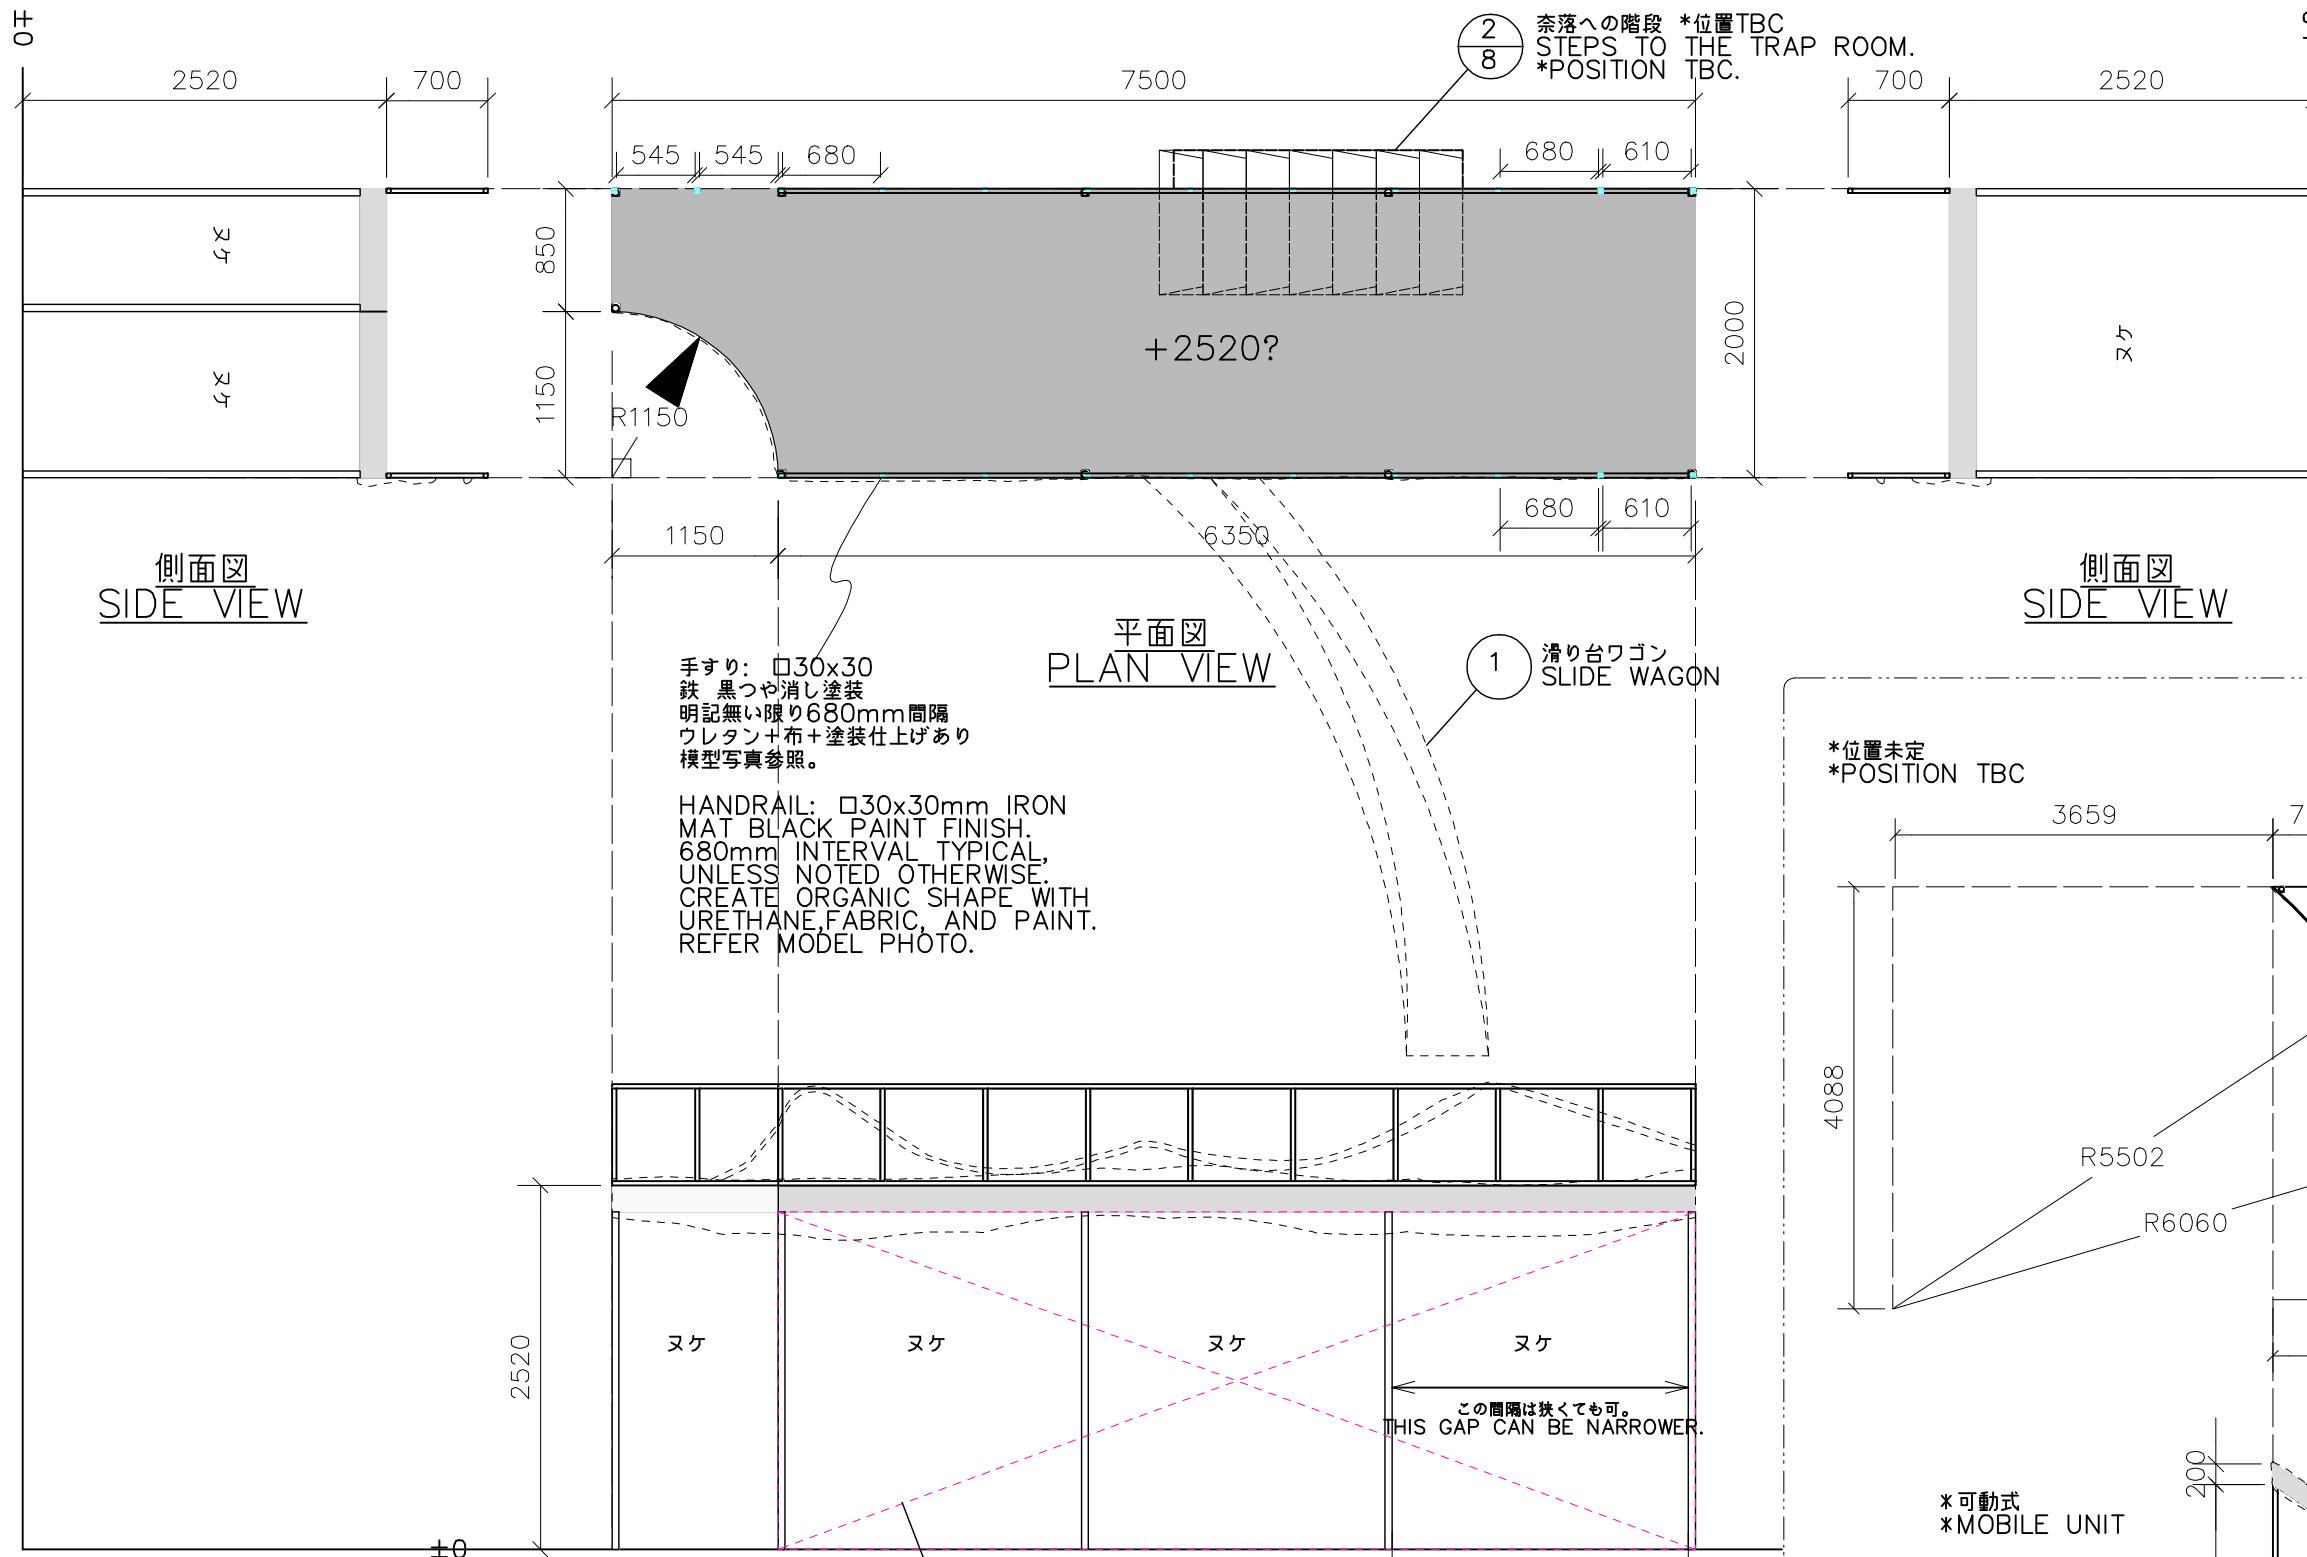 ±0
2520
700
7500
2
8
奈落への階段 *位置TBC
STEPS TO THE TRAP ROOM.
*POSITION TBC.
700
2520
545
545
680
680
610
ヌケ
ヌケ
850
1150
R1150
+2520?
2000
ヌケ
1150
6350
680
610
側面図
SIDE VIEW
平面図
PLAN VIEW
側面図
SIDE VIEW
1
滑り台ワゴン
SLIDE WAGON
手すり: □30x30
鉄 黒つや消し塗装
明記無い限り680mm間隔
ウレタン+布+塗装仕上げあり
模型写真参照。
HANDRAIL: □30x30mm IRON
MAT BLACK PAINT FINISH.
680mm INTERVAL TYPICAL,
UNLESS NOTED OTHERWISE.
CREATE ORGANIC SHAPE WITH
URETHANE,FABRIC, AND PAINT.
REFER MODEL PHOTO.
*位置未定
*POSITION TBC
3659
7
4088
R5502
R6060
2520
ヌケ
ヌケ
ヌケ
ヌケ
この間隔は狭くても可。
THIS GAP CAN BE NARROWER.
200
*可動式
*MOBILE UNIT
±0